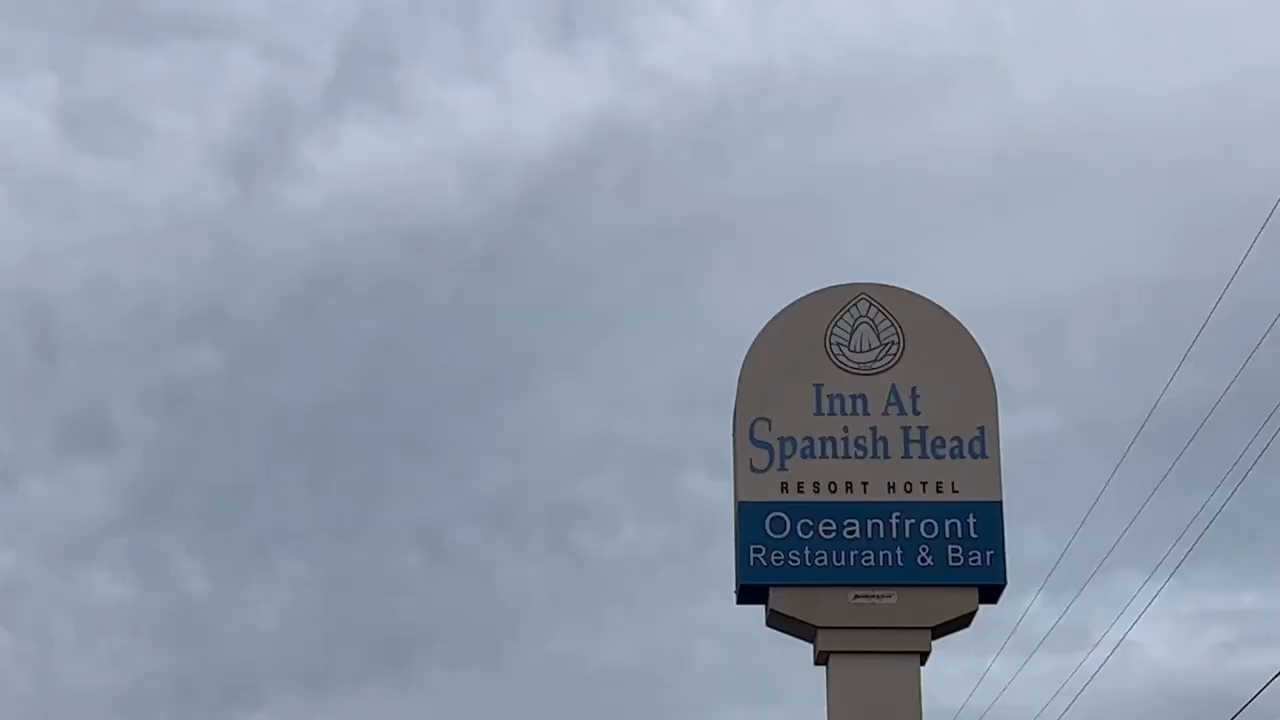 Inn At
Spanish Head
RESORT HOTEL
Oceanfront
Restaurant & Bar